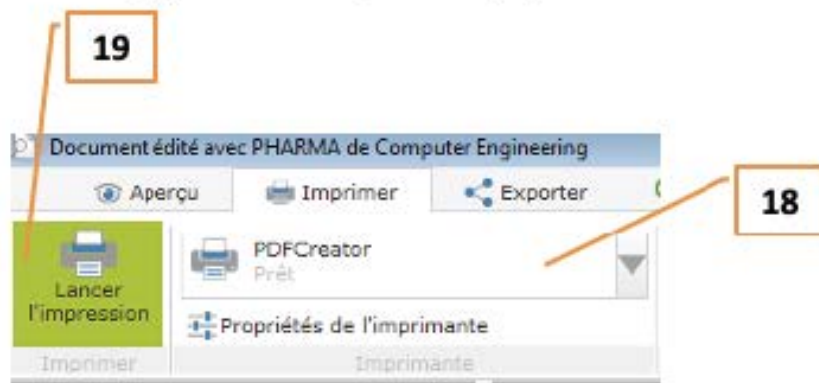 19
Document édité avec PHARMA de Computer Engineering
Aperçu Imprimer Exporter
18
PDFCreator
Prêt
Lancer
l'impression
Propriétés de l'imprimante
Imprimer Imprimante